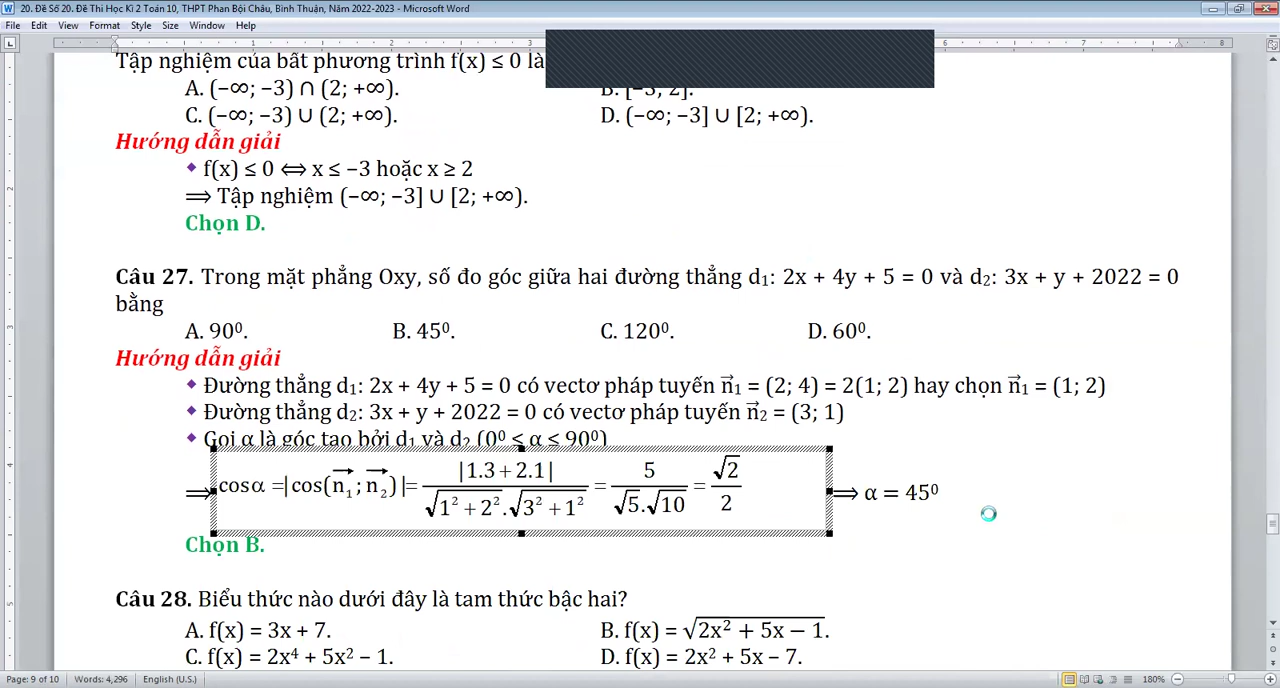 20. Đề Số 20. Đề Thi Học Kì 2 Toán 10, THPT Phan Bội Châu, Bình Thuận, Năm 2022-2023 - Microsoft Word
File Edit View Format Style Size Window Help
1 2 3 6 7 8
Tập nghiệm của bất phương trình f(x) ≤ 0 là
A. (−∞; −3) ∩ (2; +∞). B. [−3; 2].
C. (−∞; −3) ∪ (2; +∞). D. (−∞; −3] ∪ [2; +∞).
Hướng dẫn giải
◆ f(x) ≤ 0 ⟺ x ≤ −3 hoặc x ≥ 2
⟹ Tập nghiệm (−∞; −3] ∪ [2; +∞).
Chọn D.
Câu 27. Trong mặt phẳng Oxy, số đo góc giữa hai đường thẳng d₁: 2x + 4y + 5 = 0 và d₂: 3x + y + 2022 = 0
bằng
A. 90⁰. B. 45⁰. C. 120⁰. D. 60⁰.
Hướng dẫn giải
◆ Đường thẳng d₁: 2x + 4y + 5 = 0 có vectơ pháp tuyến n⃗₁ = (2; 4) = 2(1; 2) hay chọn n⃗₁ = (1; 2)
◆ Đường thẳng d₂: 3x + y + 2022 = 0 có vectơ pháp tuyến n⃗₂ = (3; 1)
◆ Gọi α là góc tạo bởi d₁ và d₂ (0⁰ ≤ α ≤ 90⁰)
⟹ cosα =|cos(n⃗₁; n⃗₂)|= |1.3 + 2.1| / √(1² + 2²).√(3² + 1²) = 5 / √5.√10 = √2 / 2 ⟹ α = 45⁰
Chọn B.
Câu 28. Biểu thức nào dưới đây là tam thức bậc hai?
A. f(x) = 3x + 7. B. f(x) = √(2x² + 5x − 1).
C. f(x) = 2x⁴ + 5x² − 1. D. f(x) = 2x² + 5x − 7.
Page: 9 of 10 Words: 4,296 English (U.S.) 180%